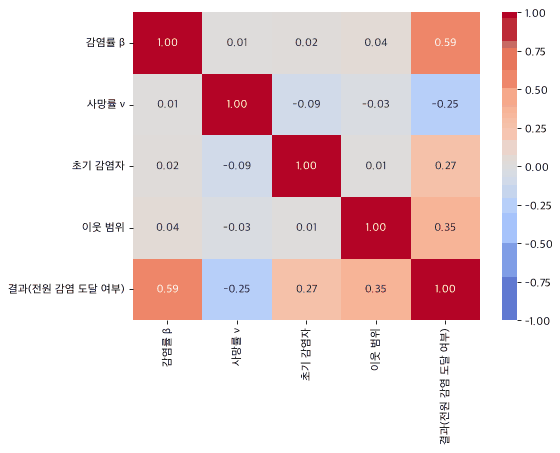 감염률 β
1.00 0.01 0.02 0.04 0.59
사망률 ν
0.01 1.00 -0.09 -0.03 -0.25
초기 감염자
0.02 -0.09 1.00 0.01 0.27
이웃 범위
0.04 -0.03 0.01 1.00 0.35
결과(전원 감염 도달 여부)
0.59 -0.25 0.27 0.35 1.00
감염률 β
사망률 ν
초기 감염자
이웃 범위
결과(전원 감염 도달 여부)
1.00
0.75
0.50
0.25
0.00
-0.25
-0.50
-0.75
-1.00